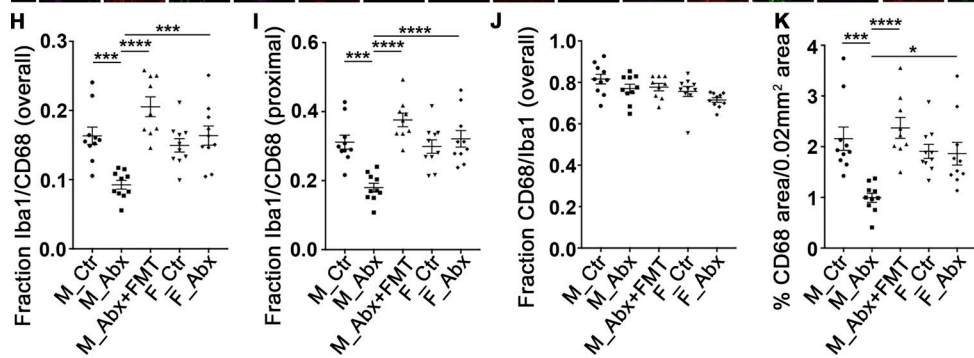 H
***
****
***
Fraction Iba1/CD68 (overall)
0.3
0.2
0.1
0.0
M_Ctr
M_Abx
M_Abx+FMT
F_Ctr
F_Abx
I
****
***
****
Fraction Iba1/CD68 (proximal)
0.6
0.4
0.2
0.0
M_Ctr
M_Abx
M_Abx+FMT
F_Ctr
F_Abx
J
Fraction CD68/Iba1 (overall)
1.0
0.8
0.6
0.4
0.2
0.0
M_Ctr
M_Abx
M_Abx+FMT
F_Ctr
F_Abx
K
****
***
*
% CD68 area/0.02mm² area
4
3
2
1
0
M_Ctr
M_Abx
M_Abx+FMT
F_Ctr
F_Abx